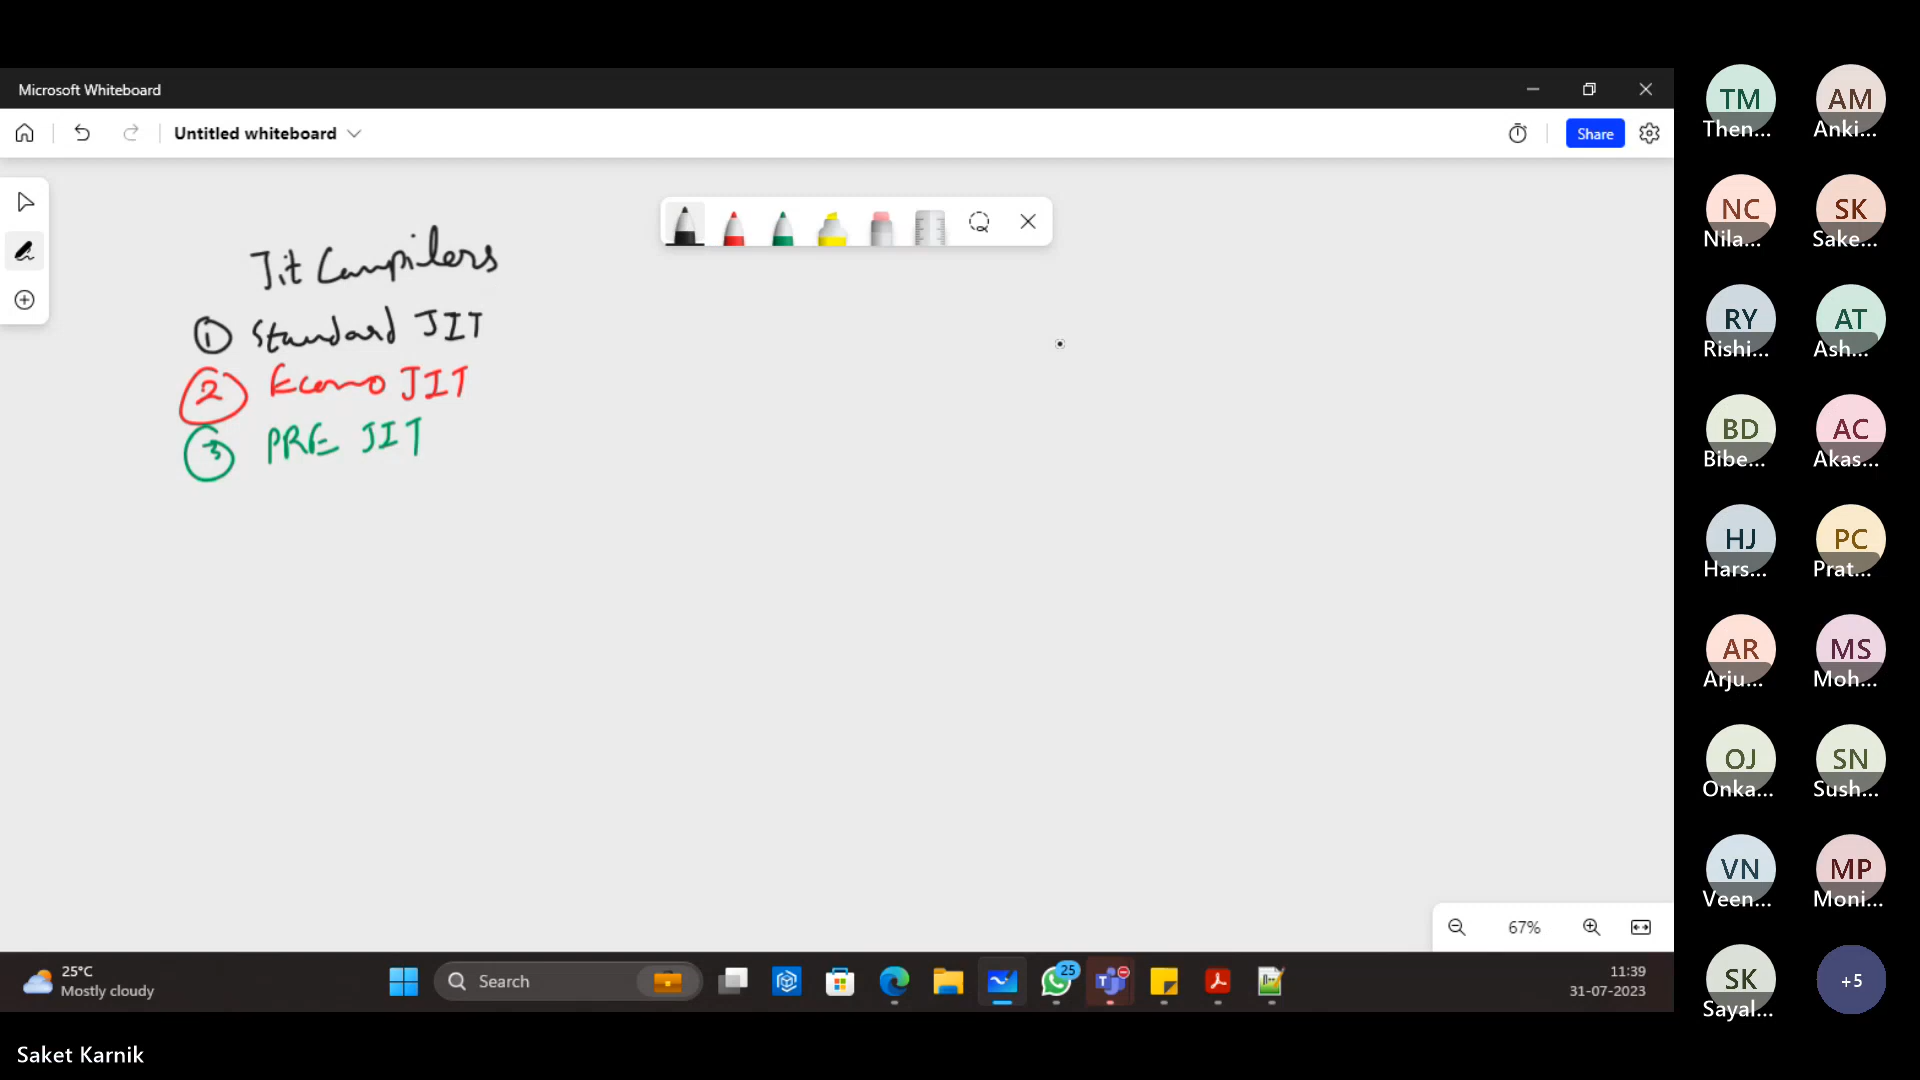 Microsoft Whiteboard
Untitled whiteboard
Share
Jit Compilers
1 Standard JIT
2 Econo JIT
3 PRE JIT
67%
TM
Then...
AM
Anki...
NC
Nila...
SK
Sake...
RY
Rishi...
AT
Ash...
BD
Bibe...
AC
Akas...
HJ
Hars...
PC
Prat...
AR
Arju...
MS
Moh...
OJ
Onka...
SN
Sush...
VN
Veen...
MP
Moni...
SK
Sayal...
+5
25°C
Mostly cloudy
Search
25
11:39
31-07-2023
Saket Karnik